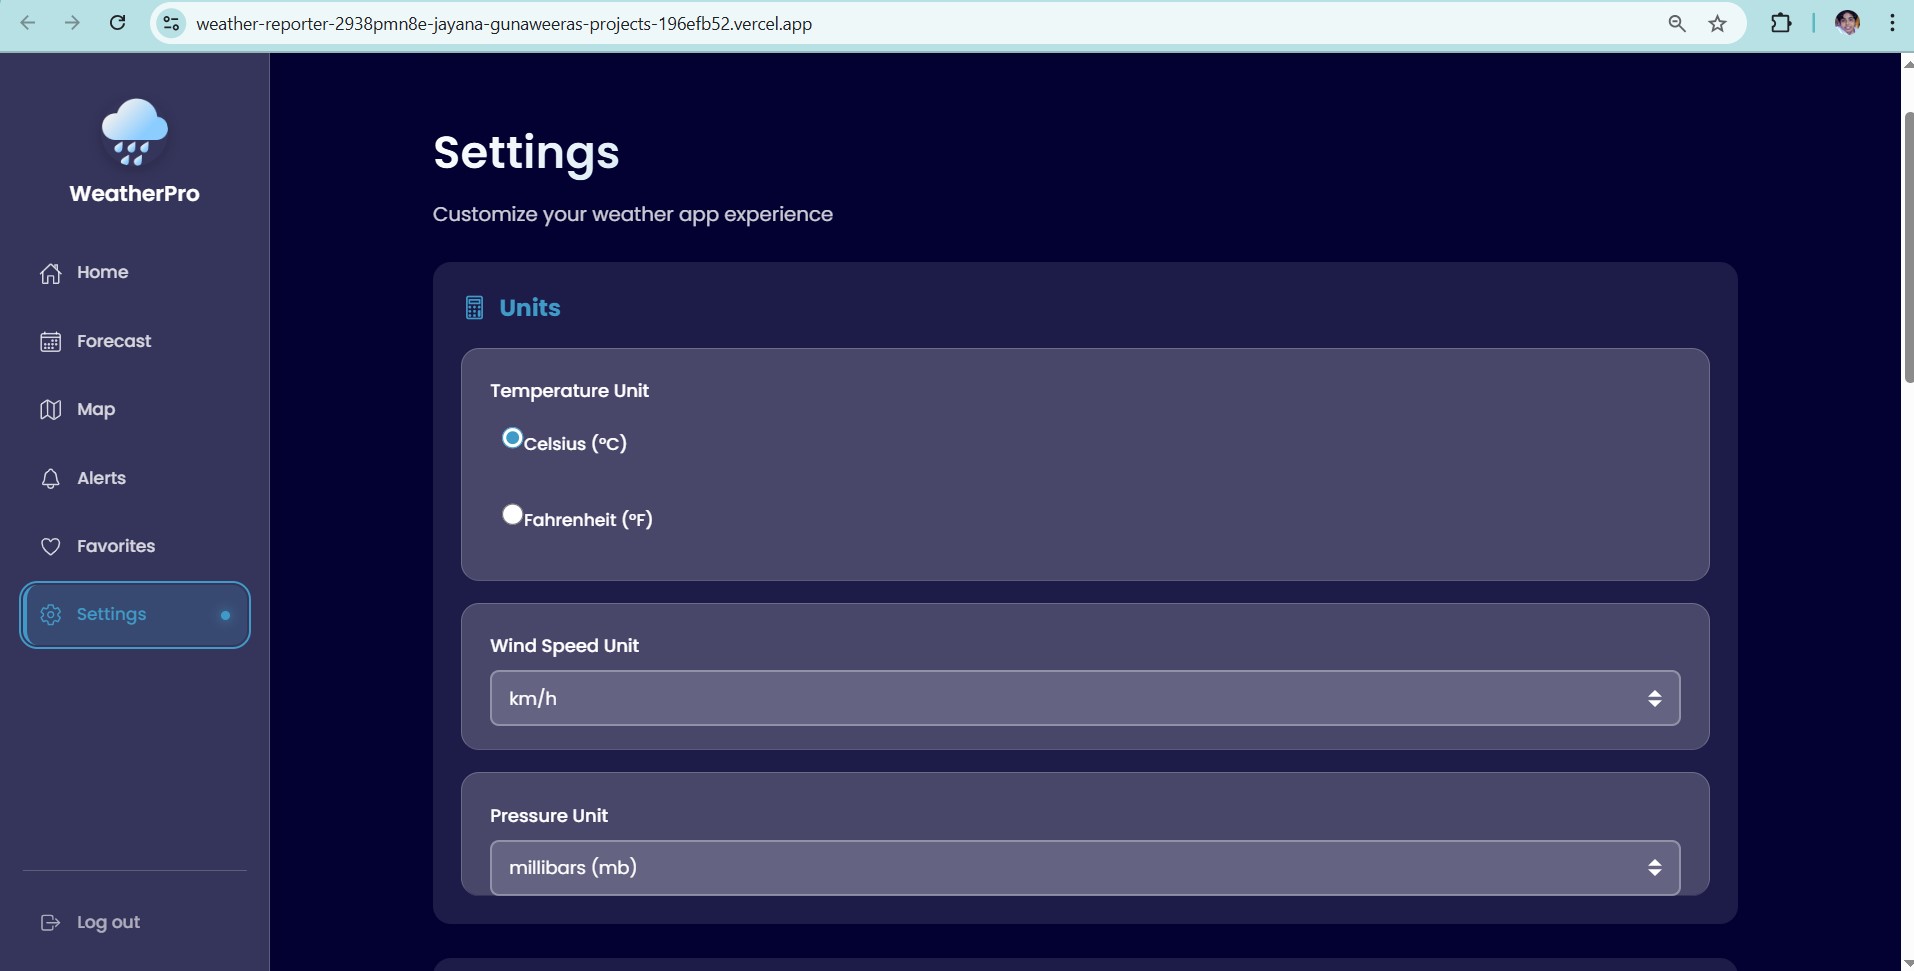 weather-reporter-2938pmn8e-jayana-gunaweeras-projects-196efb52.vercel.app
WeatherPro
Home
Forecast
Map
Alerts
Favorites
Settings
Log out
Settings
Customize your weather app experience
Units
Temperature Unit
Celsius (°C)
Fahrenheit (°F)
Wind Speed Unit
km/h
Pressure Unit
millibars (mb)